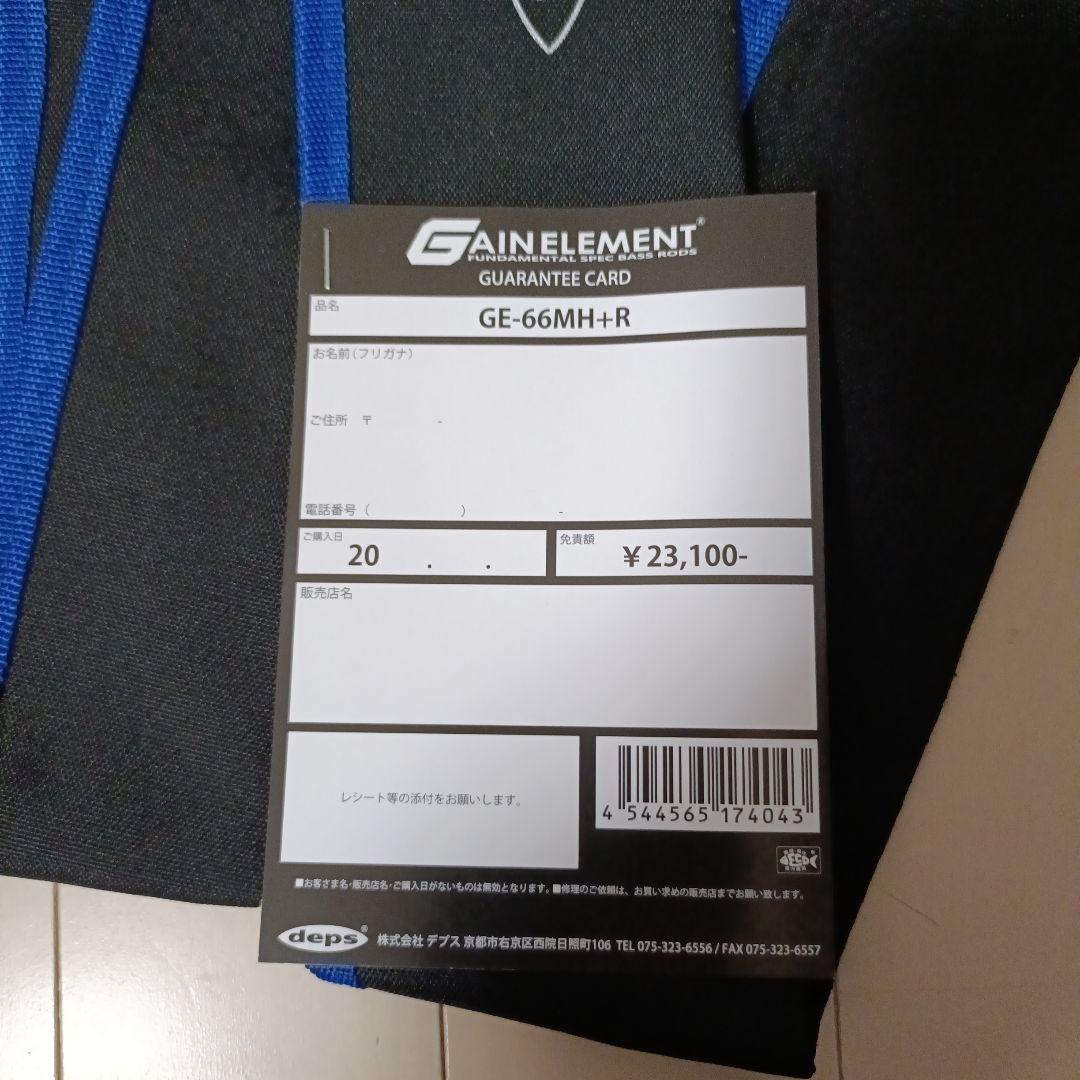 GAIN ELEMENT®
FUNDAMENTAL SPEC BASS RODS
GUARANTEE CARD
品名
GE-66MH+R
お名前(フリガナ)
ご住所 〒 -
電話番号 ( ) -
ご購入日
20 . .
免責額
¥23,100-
販売店名
レシート等の添付をお願いします。
4 544565 174043
■お客さま名・販売店名・ご購入日がないものは無効となります。■修理のご依頼は、お買い求めの販売店までお願い致します。
deps®
株式会社 デプス 京都市右京区西院日照町106 TEL 075-323-6556 / FAX 075-323-6557